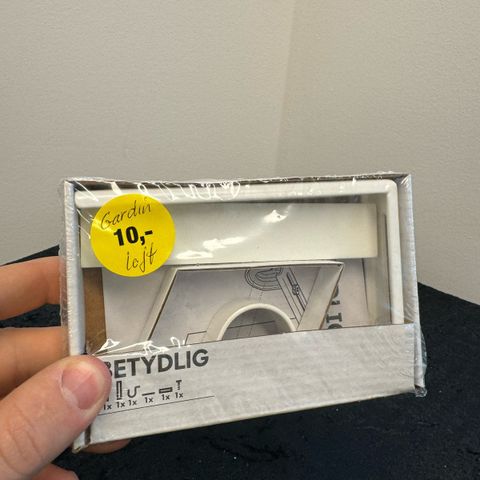 Gardin
10,-
loft
BETYDLIG
1x 1x 1x 1x 1x 1x